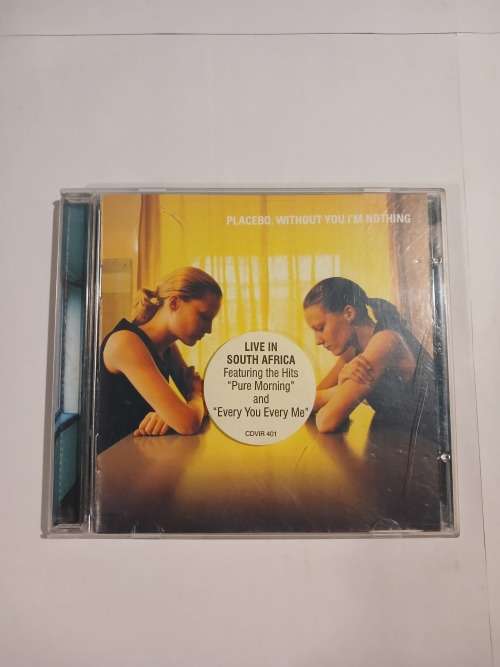 PLACEBO. WITHOUT YOU I'M NOTHING
LIVE IN
SOUTH AFRICA
Featuring the Hits
"Pure Morning"
and
"Every You Every Me"
CDVIR 401